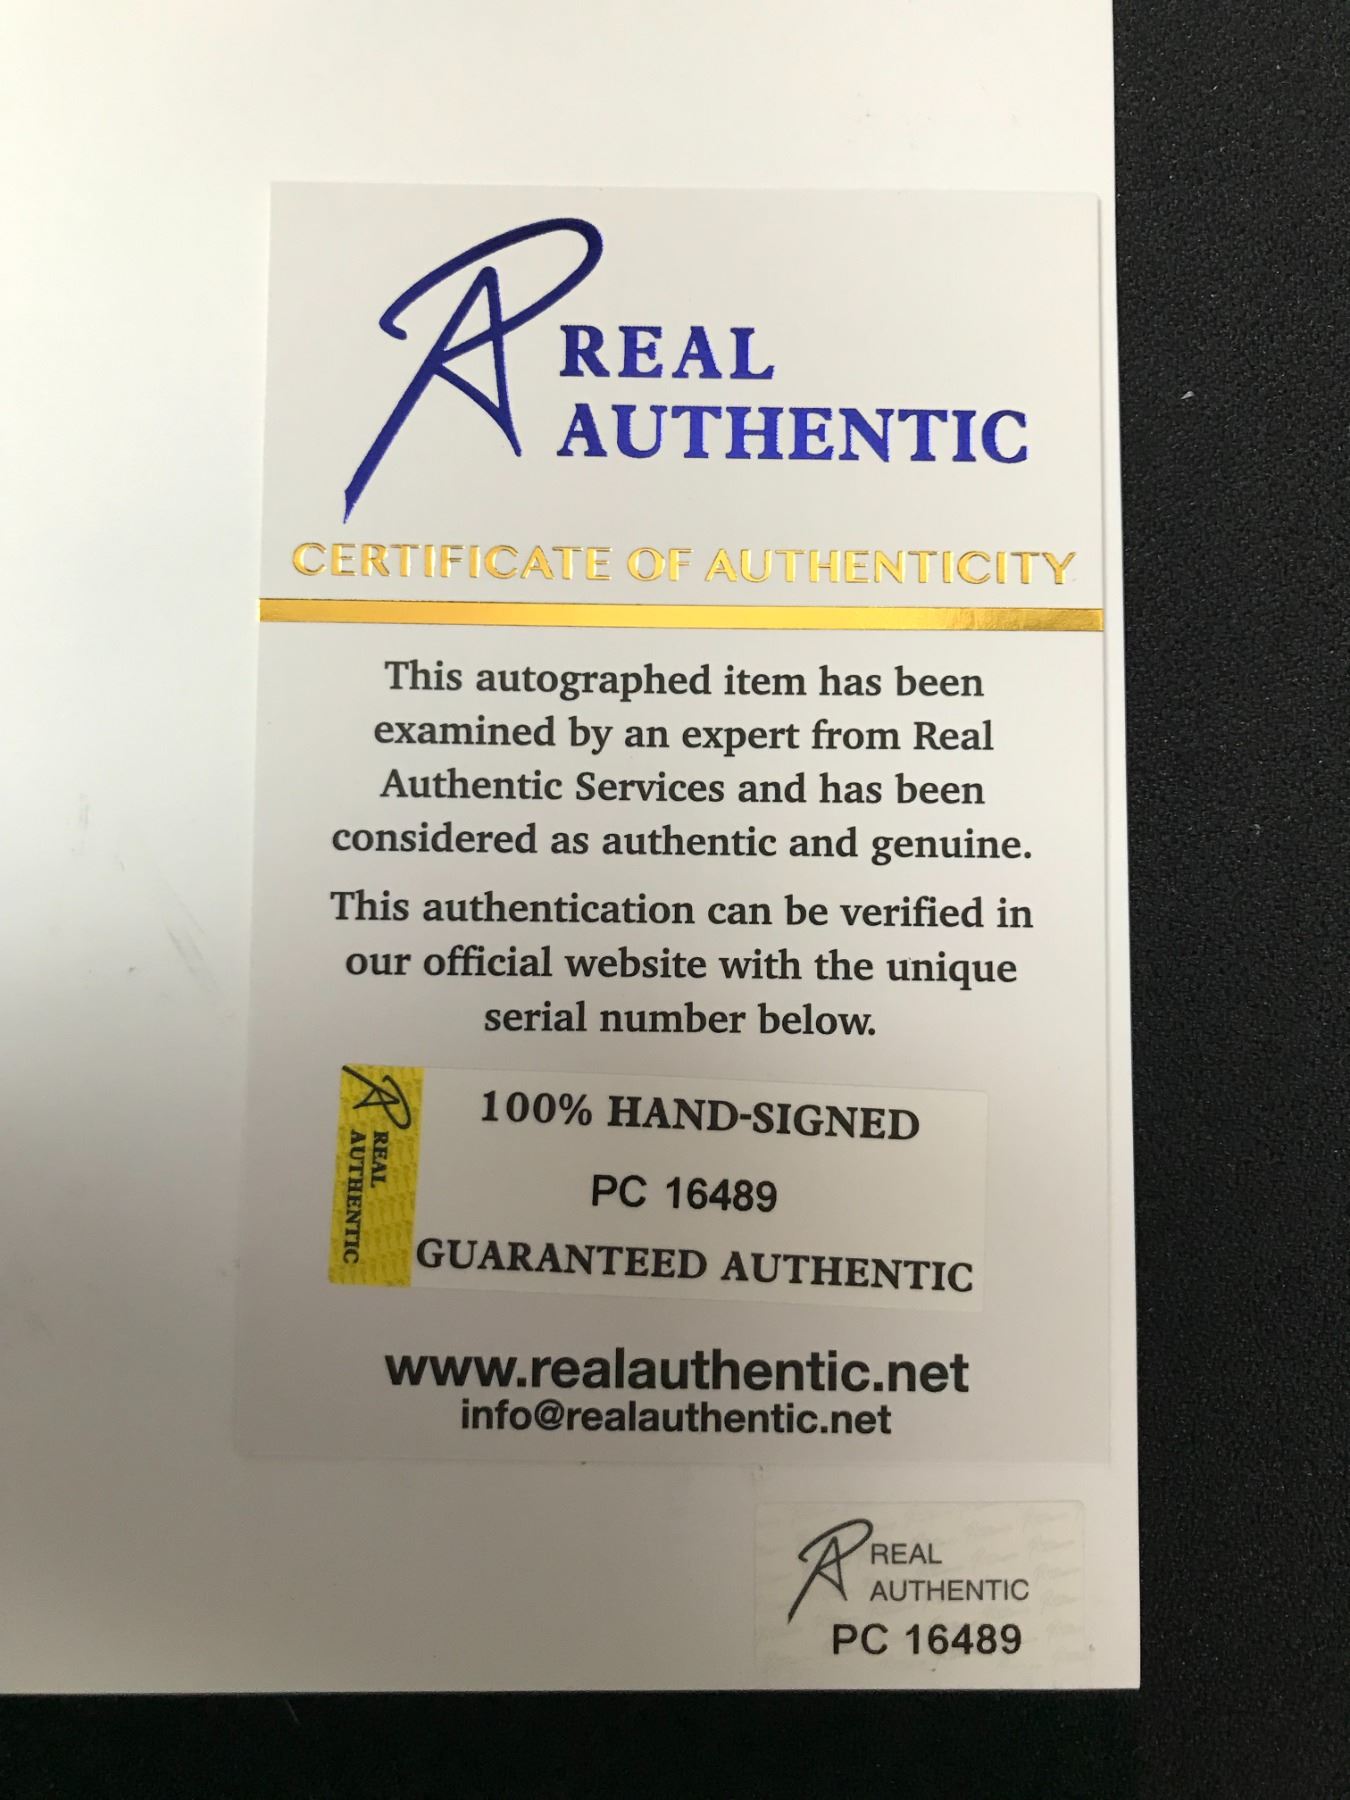 REAL
AUTHENTIC
CERTIFICATE OF AUTHENTICITY
This autographed item has been
examined by an expert from Real
Authentic Services and has been
considered as authentic and genuine.
This authentication can be verified in
our official website with the unique
serial number below.
REAL
AUTHENTIC
100% HAND-SIGNED
PC 16489
GUARANTEED AUTHENTIC
www.realauthentic.net
info@realauthentic.net
REAL
AUTHENTIC
PC 16489